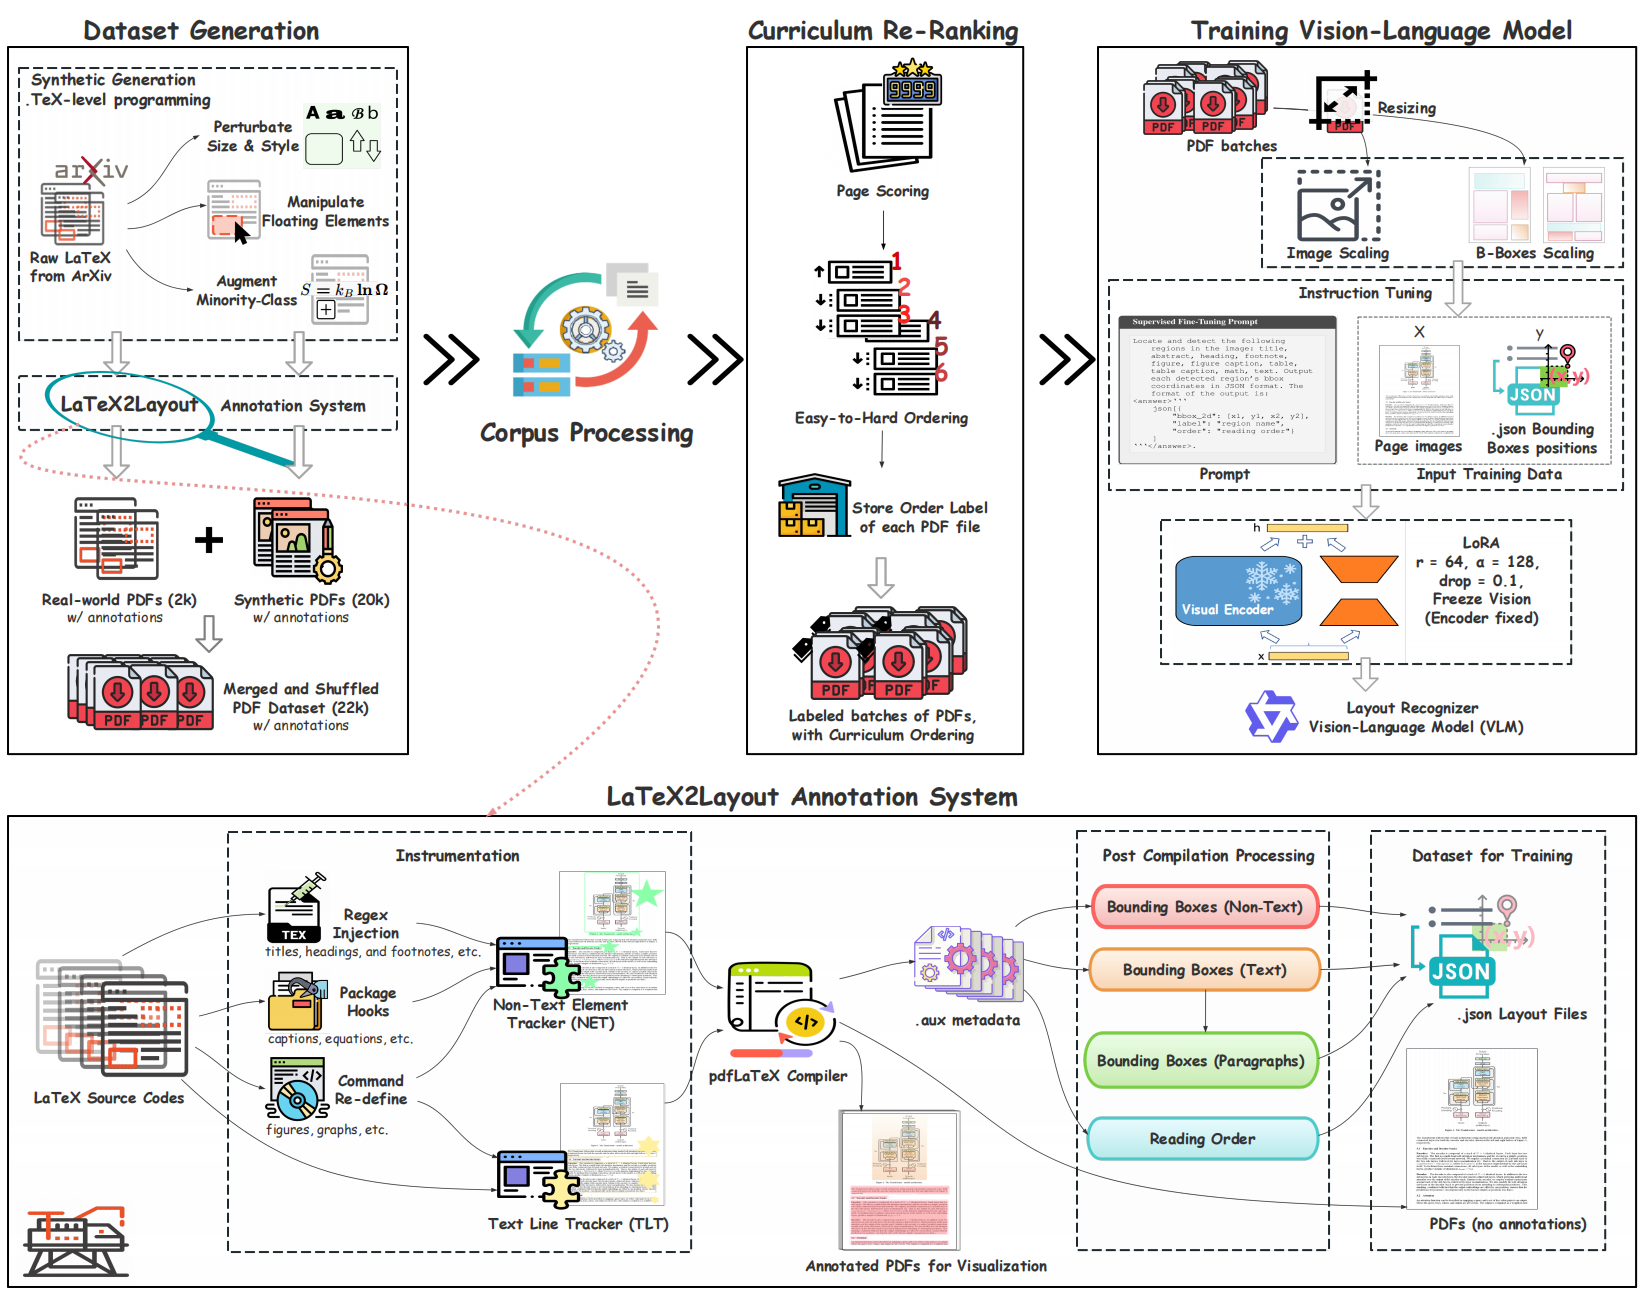 Dataset Generation
Synthetic Generation
.TeX-level programming
arXiv
Raw LaTeX
from ArXiv
Perturbate
Size & Style
A a B b
Manipulate
Floating Elements
Augment
Minority-Class
S = k_B ln Ω
LaTeX2Layout
Annotation System
Real-world PDFs (2k)
w/ annotations
Synthetic PDFs (20k)
w/ annotations
PDF PDF PDF
Merged and Shuffled
PDF Dataset (22k)
w/ annotations
Corpus Processing
Curriculum Re-Ranking
9999
Page Scoring
1
2
3
4
5
6
Easy-to-Hard Ordering
Store Order Label
of each PDF file
PDF PDF PDF
Labeled batches of PDFs,
with Curriculum Ordering
Training Vision-Language Model
PDF PDF PDF
PDF batches
PDF
Resizing
Image Scaling
B-Boxes Scaling
Instruction Tuning
Supervised Fine-Tuning Prompt
Locate and detect the following
regions in the image: title,
abstract, heading, footnote,
figure, figure caption, table,
table caption, math, text. Output
each detected region's bbox
coordinates in JSON format. The
format of the output is:
<answer>```
json[{
"bbox_2d": [x1, y1, x2, y2],
"label": "region name",
"order": "reading order"}
]
```</answer>.
Prompt
X
Page images
y
(x,y)
JSON
.json Bounding
Boxes positions
Input Training Data
h
Visual Encoder
x
LoRA
r = 64, α = 128,
drop = 0.1,
Freeze Vision
(Encoder fixed)
Layout Recognizer
Vision-Language Model (VLM)
LaTeX2Layout Annotation System
LaTeX Source Codes
Instrumentation
TEX
Regex
Injection
titles, headings, and footnotes, etc.
Package
Hooks
captions, equations, etc.
Command
Re-define
figures, graphs, etc.
Non-Text Element
Tracker (NET)
Text Line Tracker (TLT)
pdfLaTeX Compiler
Annotated PDFs for Visualization
.aux metadata
Post Compilation Processing
Bounding Boxes (Non-Text)
Bounding Boxes (Text)
Bounding Boxes (Paragraphs)
Reading Order
Dataset for Training
(x,y)
JSON
.json Layout Files
PDFs (no annotations)